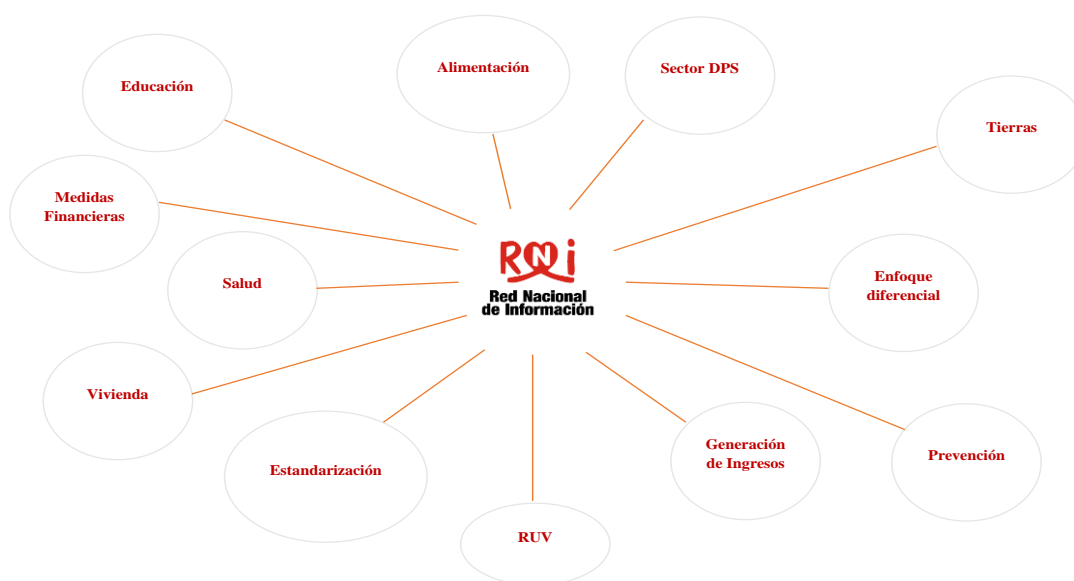 Alimentación
Sector DPS
Educación
Tierras
Medidas
Financieras
RNi
Red Nacional
de Información
Salud
Enfoque
diferencial
Vivienda
Generación
de Ingresos
Prevención
Estandarización
RUV